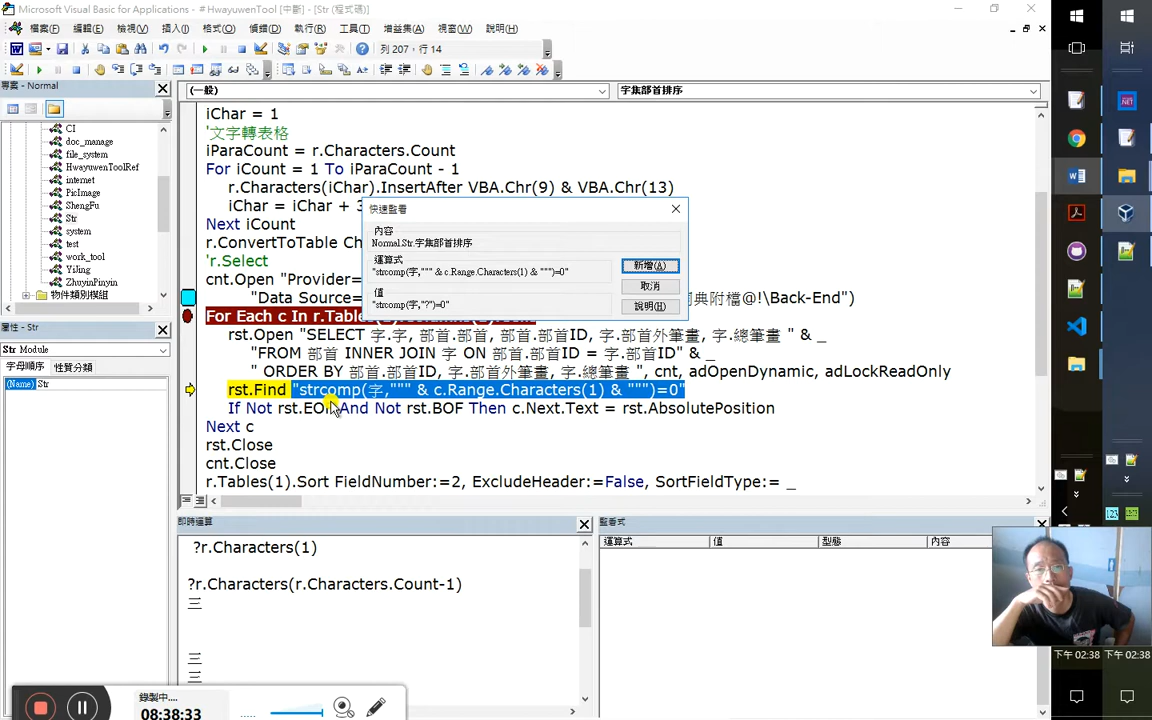 Microsoft Visual Basic for Applications - #HwayuwenTool [中斷] - [Str (程式碼)]
檔案(F) 編輯(E) 檢視(V) 插入(I) 格式(O) 偵錯(D) 執行(R) 工具(T) 增益集(A) 視窗(W) 說明(H)
列 207，行 14
專案 - Normal
(一般)
字集部首排序
CI
doc_manage
file_system
HwayuwenToolRef
internet
PicImage
ShengFu
Str
system
test
work_tool
YiJing
ZhuyinPinyin
物件類別模組
屬性 - Str
Str Module
字母順序 性質分類
(Name) Str
iChar = 1
'文字轉表格
iParaCount = r.Characters.Count
For iCount = 1 To iParaCount - 1
r.Characters(iChar).InsertAfter VBA.Chr(9) & VBA.Chr(13)
iChar = iChar + 3
Next iCount
r.ConvertToTable Ch
'r.Select
cnt.Open "Provider=
"Data Source=
典附檔@!\Back-End")
For Each c In r.Tables
rst.Open "SELECT 字.字, 部首.部首, 部首.部首ID, 字.部首外筆畫, 字.總筆畫 " & _
"FROM 部首 INNER JOIN 字 ON 部首.部首ID = 字.部首ID" & _
" ORDER BY 部首.部首ID, 字.部首外筆畫, 字.總筆畫 ", cnt, adOpenDynamic, adLockReadOnly
rst.Find "strcomp(字,""" & c.Range.Characters(1) & """)=0"
If Not rst.EOF And Not rst.BOF Then c.Next.Text = rst.AbsolutePosition
Next c
rst.Close
cnt.Close
r.Tables(1).Sort FieldNumber:=2, ExcludeHeader:=False, SortFieldType:= _
快速監看
內容
Normal.Str.字集部首排序
運算式
"strcomp(字,""" & c.Range.Characters(1) & """)=0"
值
"strcomp(字,"?")=0"
新增(A)
取消
說明(H)
即時運算
?r.Characters(1)
?r.Characters(r.Characters.Count-1)
三
三
三
監看式
運算式 值 型態 內容
錄製中....
08:38:33
下午 02:38 下午 02:38